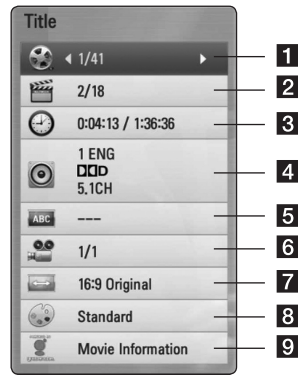 Title
1/41 1
2/18 2
0:04:13 / 1:36:36 3
1 ENG
DD D
5.1CH 4
ABC --- 5
1/1 6
16:9 Original 7
Standard 8
Movie Information 9